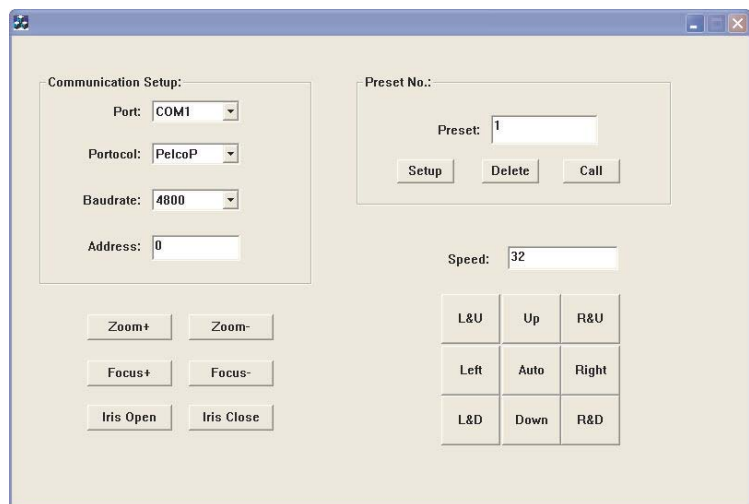 Communication Setup:
Port: COM1
Portocol: PelcoP
Baudrate: 4800
Address: 0
Preset No.:
Preset: 1
Setup Delete Call
Speed: 32
Zoom+ Zoom-
Focus+ Focus-
Iris Open Iris Close
L&U Up R&U
Left Auto Right
L&D Down R&D